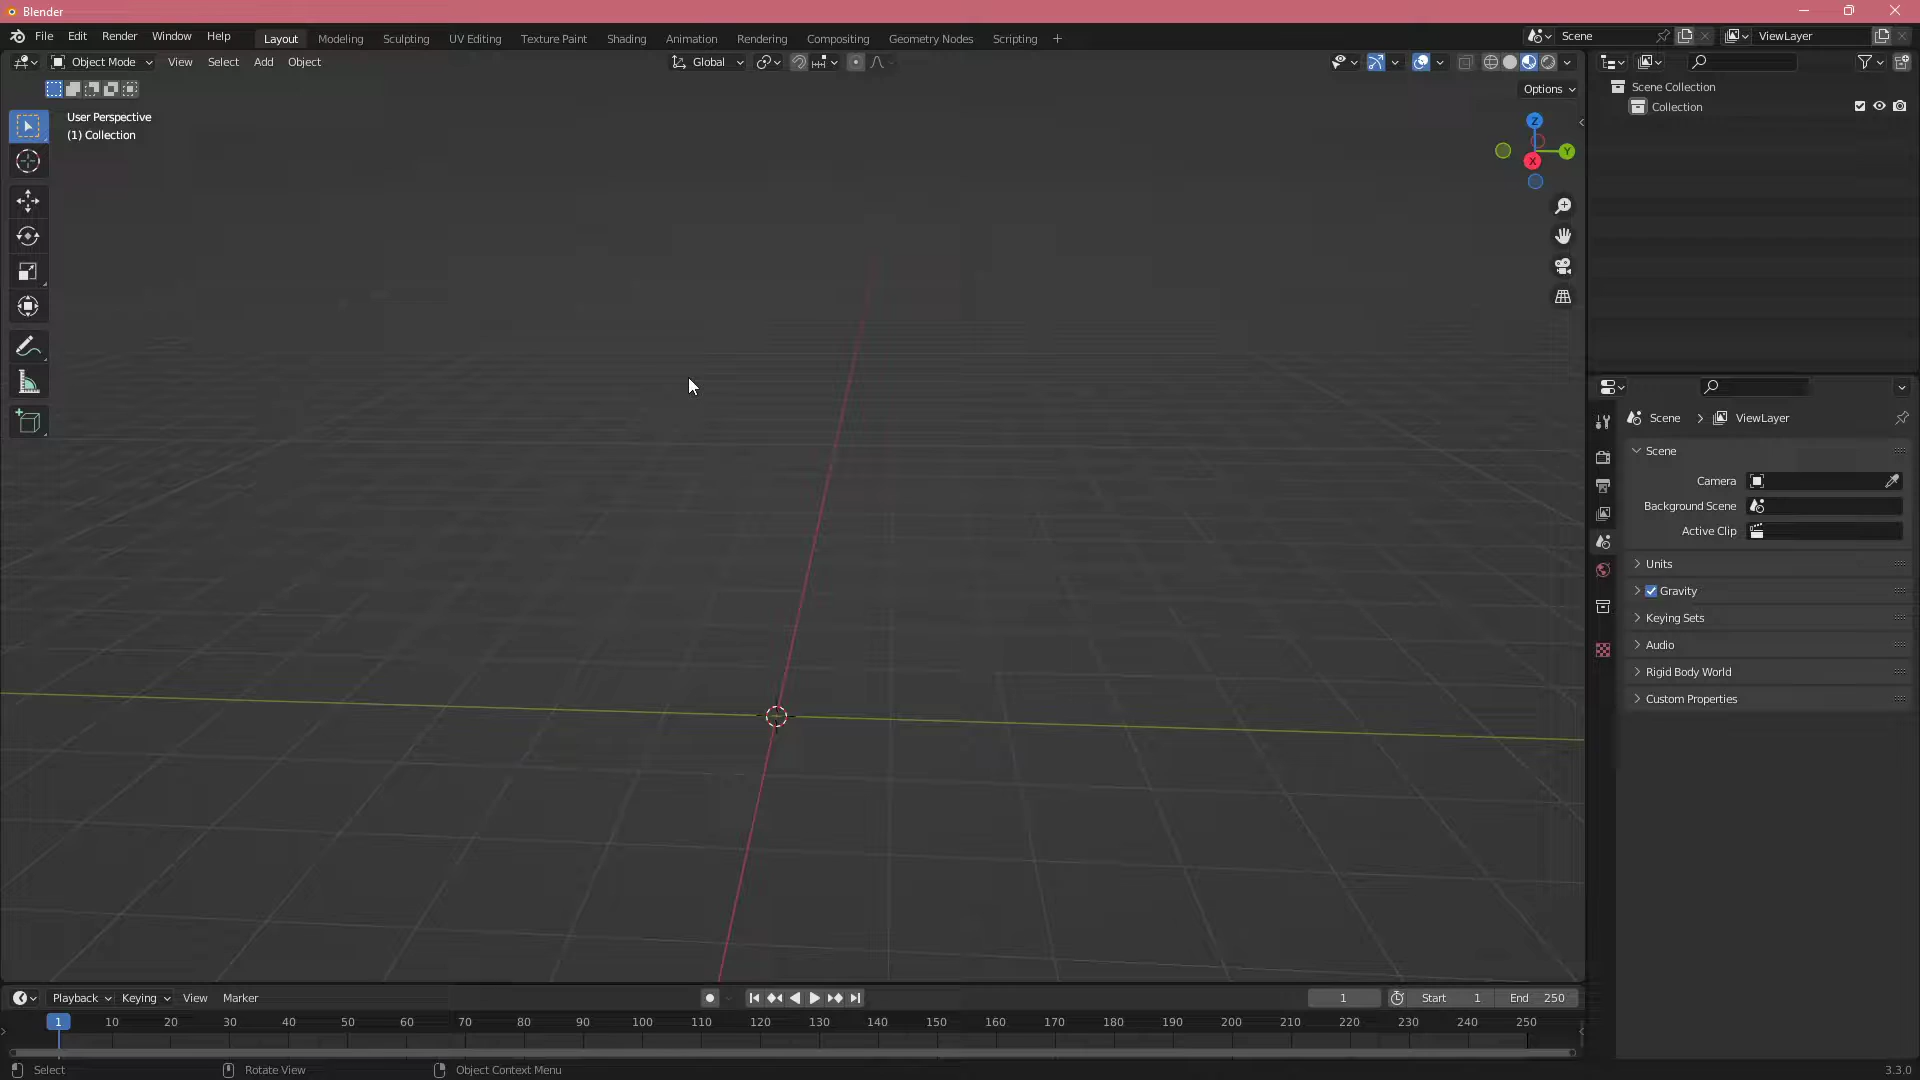 Blender
File Edit Render Window Help Layout Modeling Sculpting UV Editing Texture Paint Shading Animation Rendering Compositing Geometry Nodes Scripting + Scene ViewLayer
Object Mode View Select Add Object Global
Options
User Perspective
(1) Collection
Z
Y
X
Scene Collection
Collection
Scene > ViewLayer
Scene
Camera
Background Scene
Active Clip
Units
Gravity
Keying Sets
Audio
Rigid Body World
Custom Properties
Playback Keying View Marker 1 Start 1 End 250
1 10 20 30 40 50 60 70 80 90 100 110 120 130 140 150 160 170 180 190 200 210 220 230 240 250
Select Rotate View Object Context Menu 3.3.0